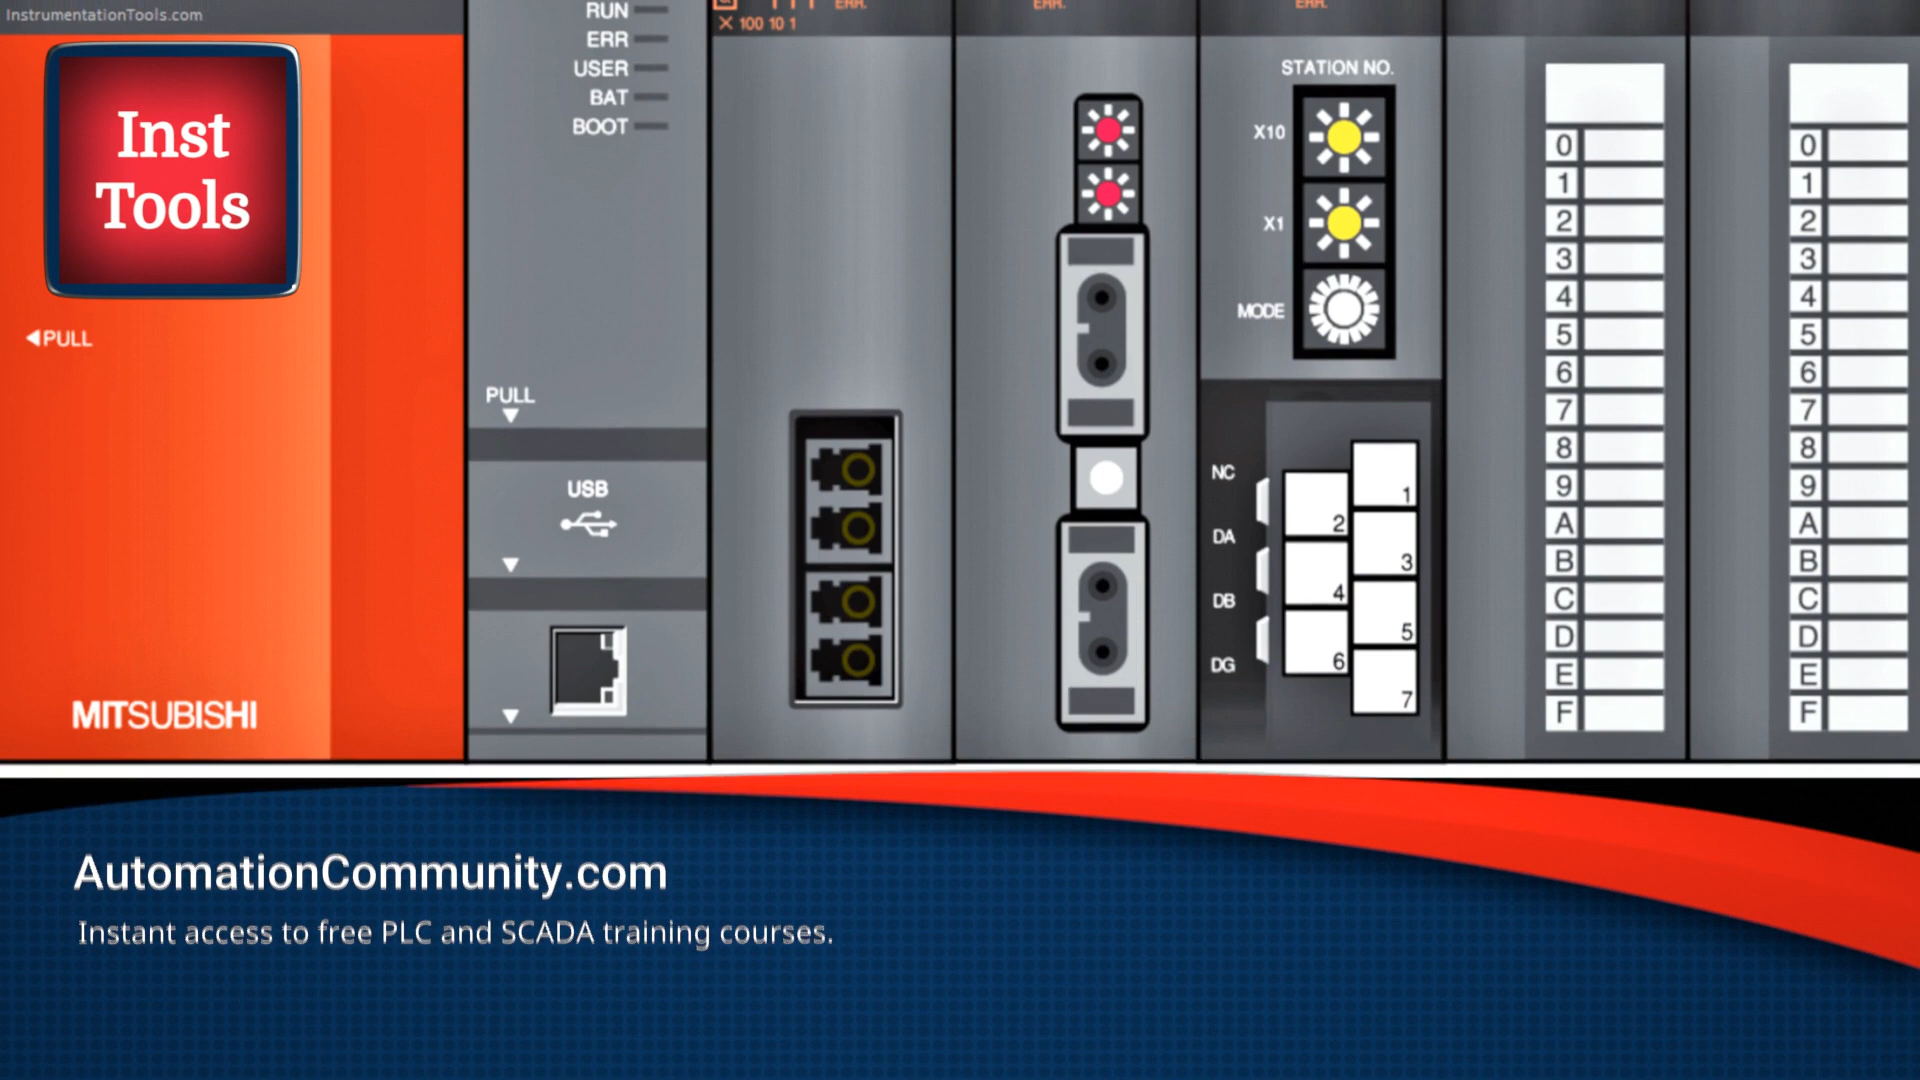 InstrumentationTools.com
Inst
Tools
◀PULL
MITSUBISHI
RUN
ERR
USER
BAT
BOOT
PULL
USB
ERR.
X 100 10 1
ERR.
ERR.
STATION NO.
X10
X1
MODE
NC
DA
DB
DG
1
2
3
4
5
6
7
0
1
2
3
4
5
6
7
8
9
A
B
C
D
E
F
0
1
2
3
4
5
6
7
8
9
A
B
C
D
E
F
AutomationCommunity.com
Instant access to free PLC and SCADA training courses.